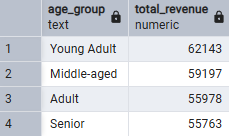 age_group total_revenue
text numeric
1 Young Adult 62143
2 Middle-aged 59197
3 Adult 55978
4 Senior 55763